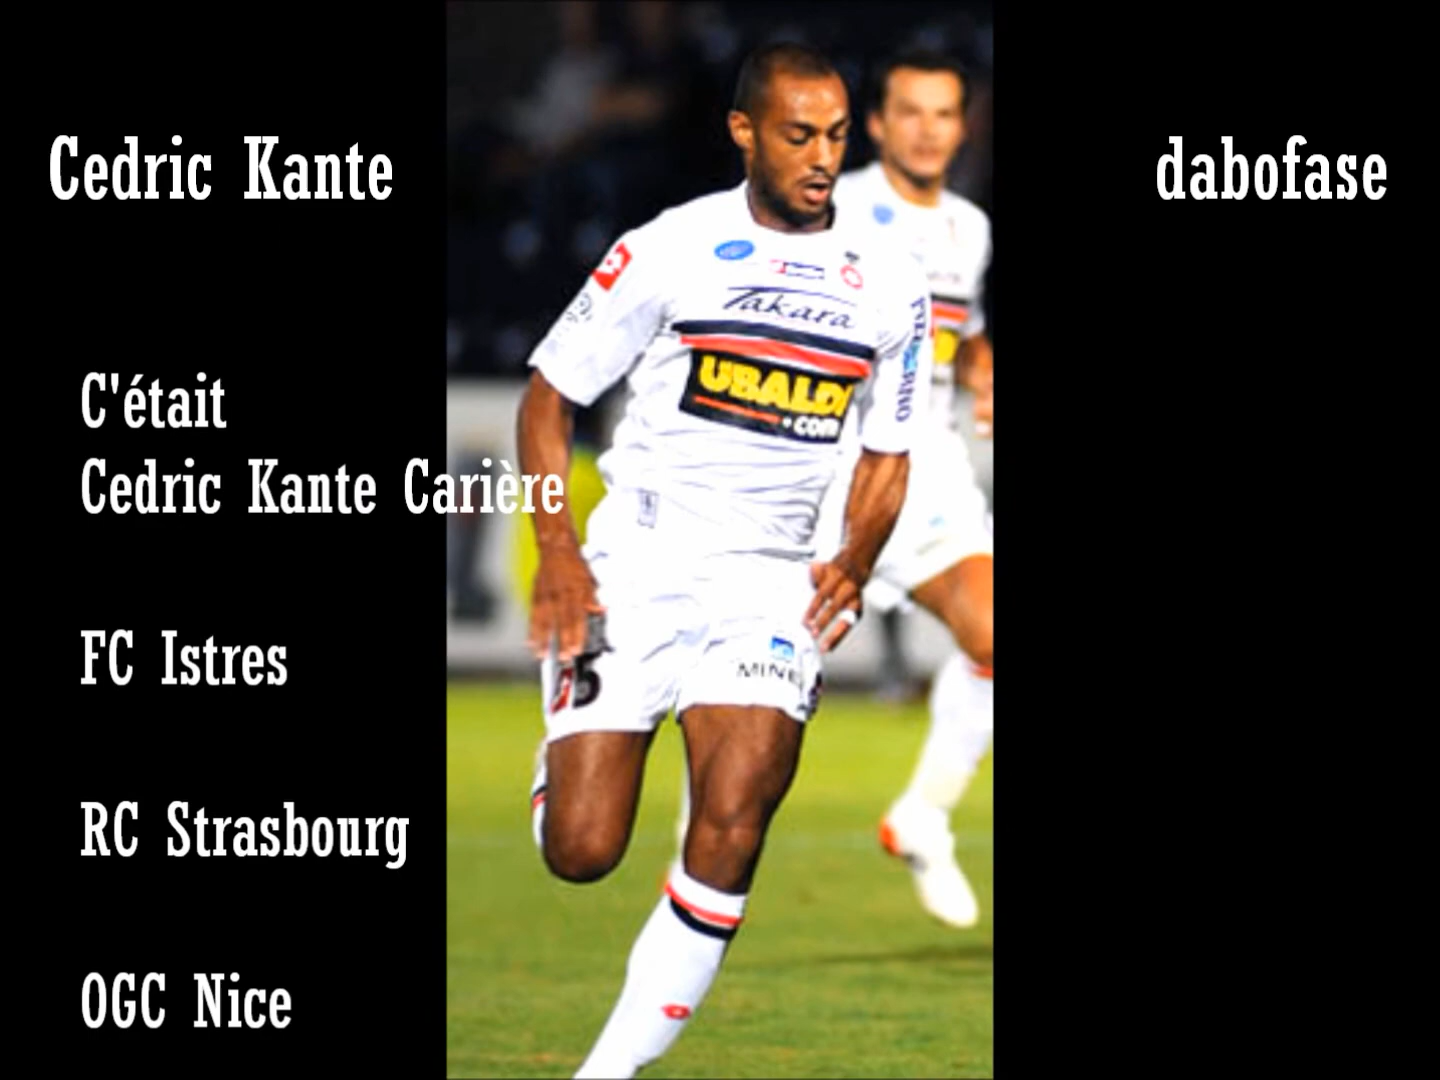 Cedric Kante
dabofase
C'était
Cedric Kante Carière
FC Istres
RC Strasbourg
OGC Nice
Takara
UBALDI
.com